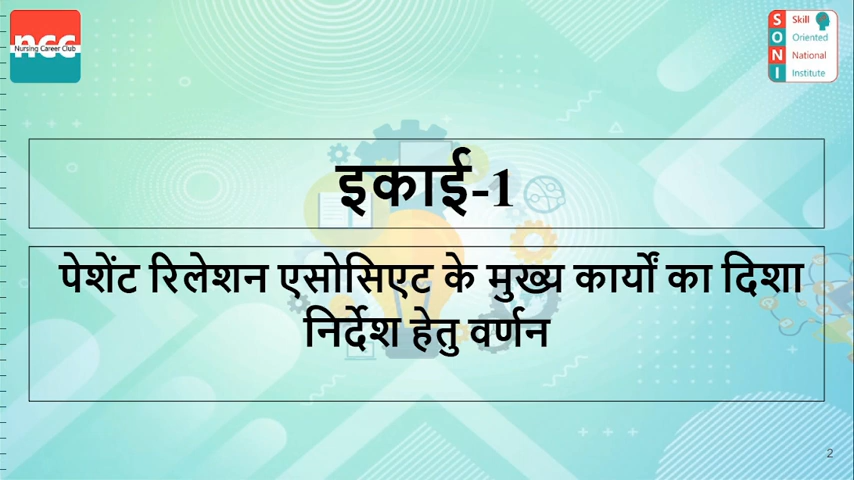 ncc
Nursing Career Club
S Skill
O Oriented
N National
I Institute
इकाई-1
पेशेंट रिलेशन एसोसिएट के मुख्य कार्यों का दिशा
निर्देश हेतु वर्णन
2